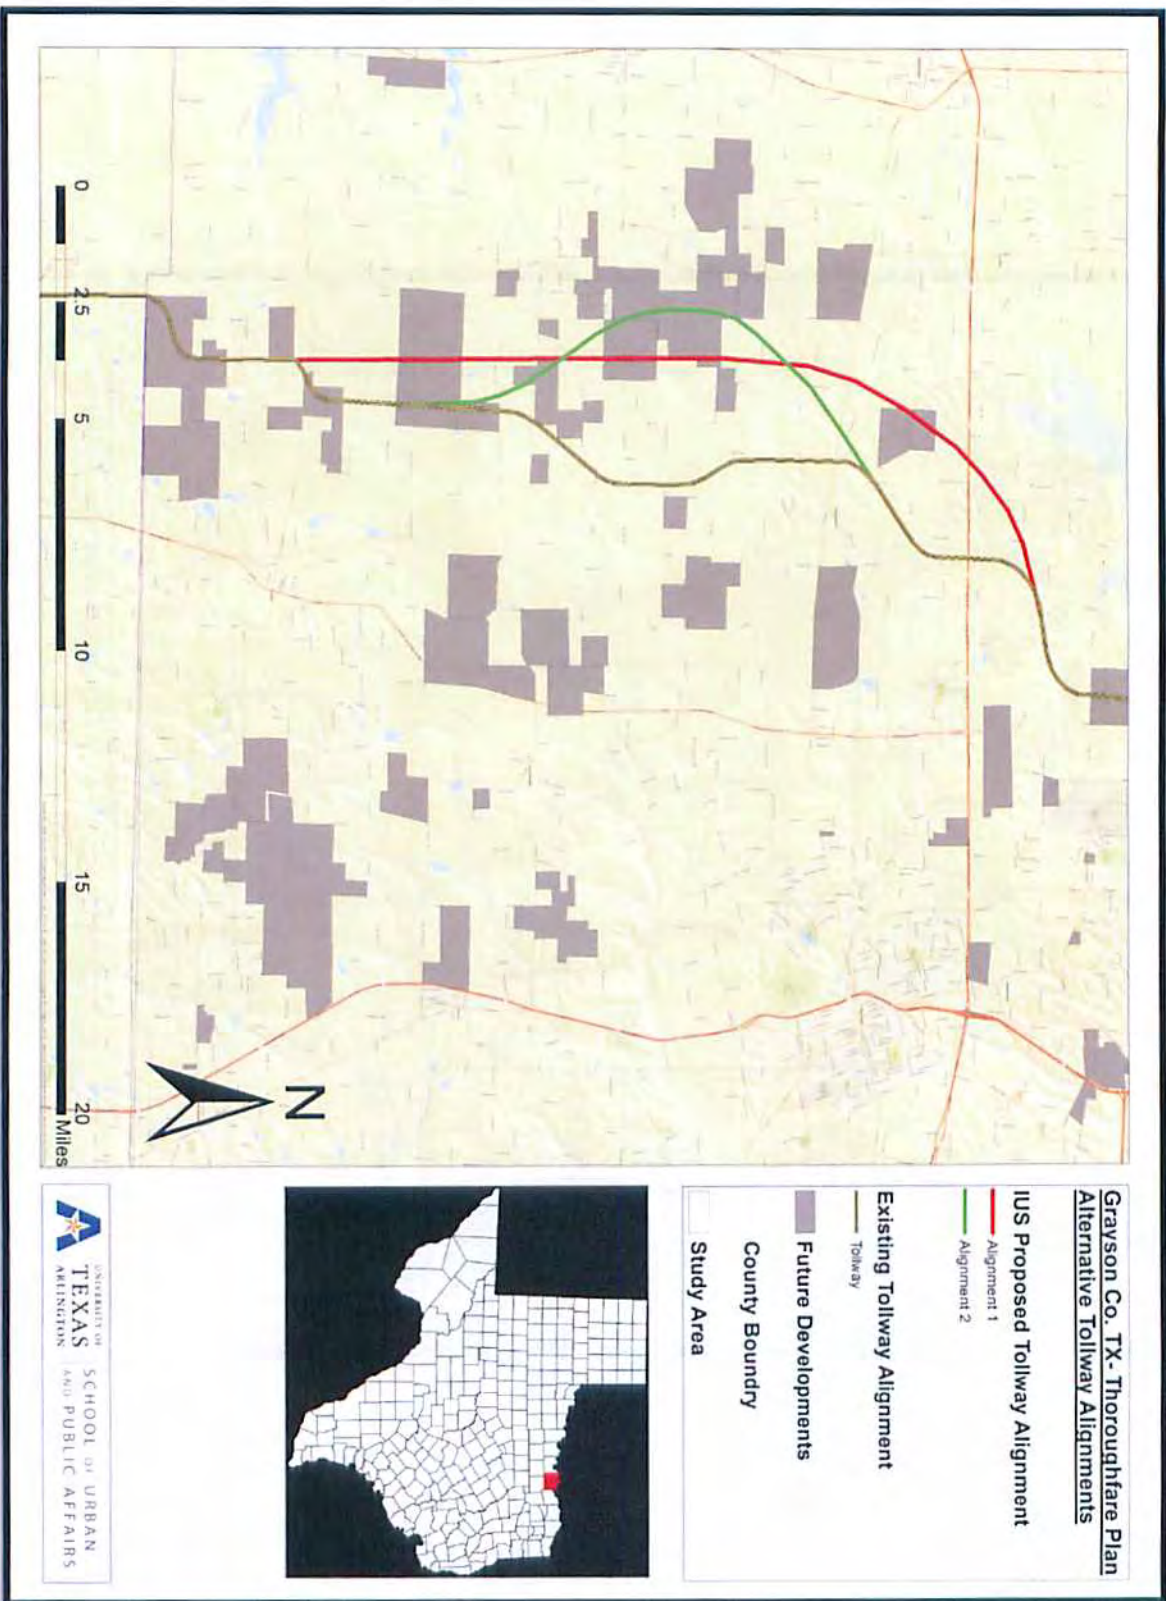 Grayson Co. TX- Thoroughfare Plan
Alternative Tollway Alignments
IUS Proposed Tollway Alignment
Alignment 1
Alignment 2
Existing Tollway Alignment
Tollway
Future Developments
County Boundry
Study Area
N
0 2.5 5 10 15 20
Miles
UNIVERSITY OF
TEXAS
ARLINGTON
SCHOOL OF URBAN
AND PUBLIC AFFAIRS